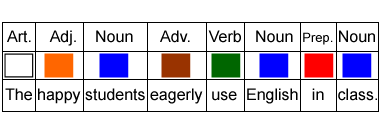 Art. Adj. Noun Adv. Verb Noun Prep. Noun
The happy students eagerly use English in class.